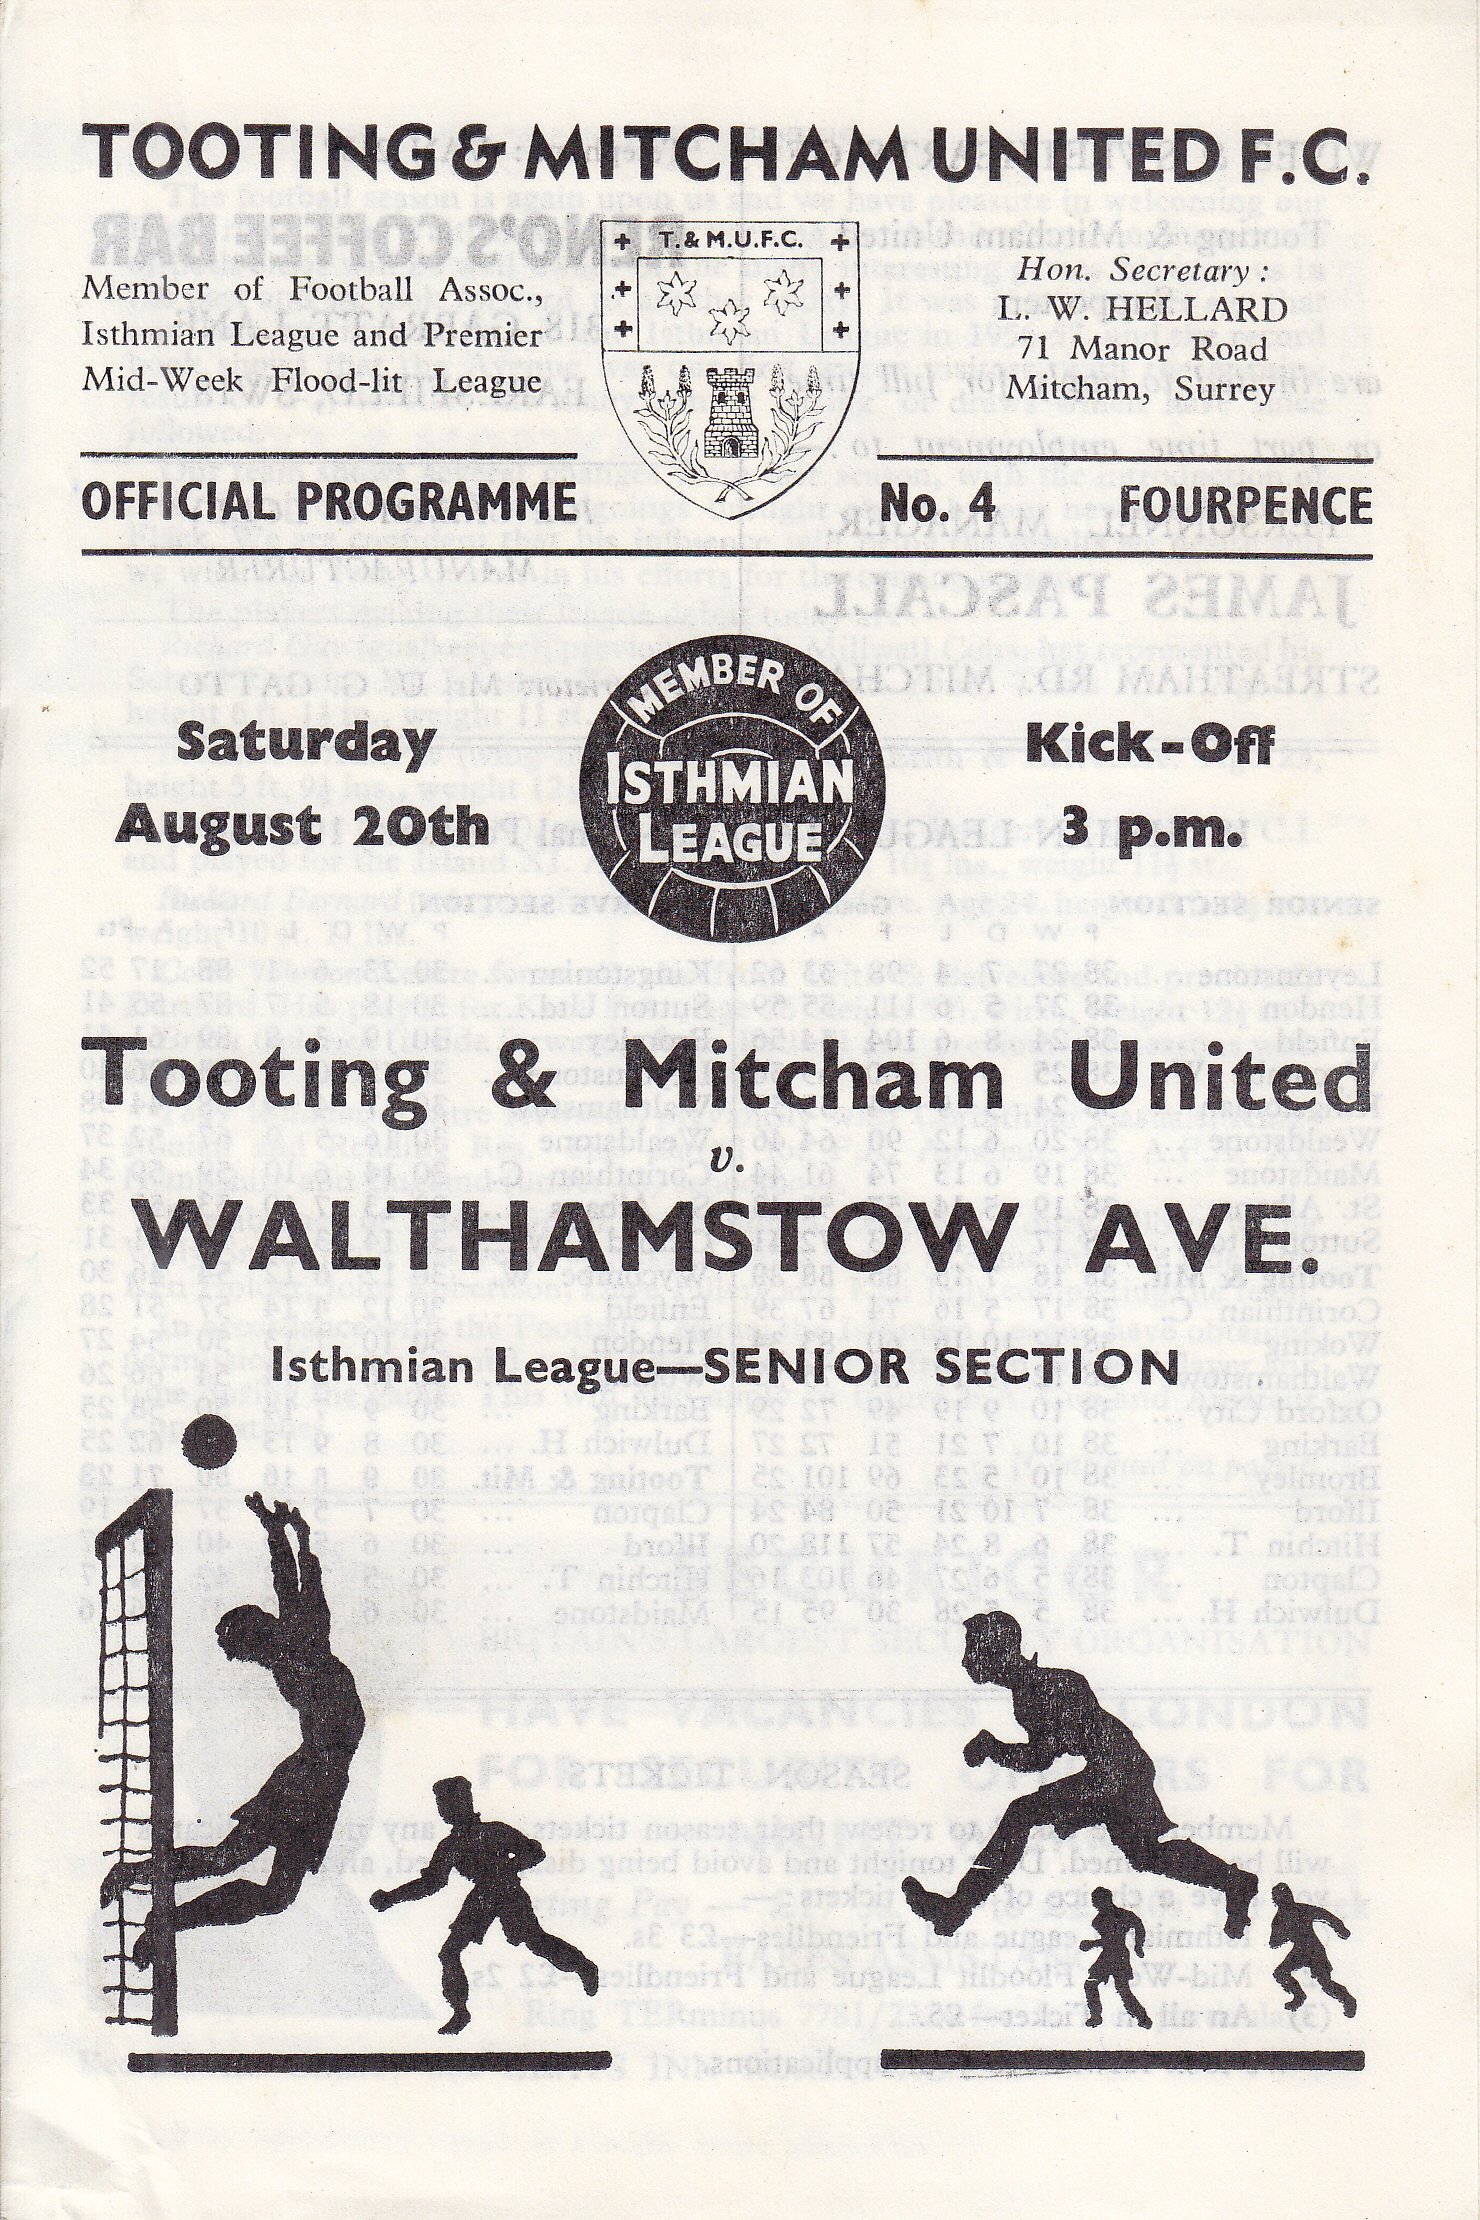 TOOTING & MITCHAM UNITED F.C.
Member of Football Assoc.,
Isthmian League and Premier
Mid-Week Flood-lit League
T. & M.U.F.C.
Hon. Secretary :
L. W. HELLARD
71 Manor Road
Mitcham, Surrey
OFFICIAL PROGRAMME
No. 4 FOURPENCE
Saturday
August 20th
MEMBER OF
ISTHMIAN
LEAGUE
Kick-Off
3 p.m.
Tooting & Mitcham United
v.
WALTHAMSTOW AVE.
Isthmian League—SENIOR SECTION